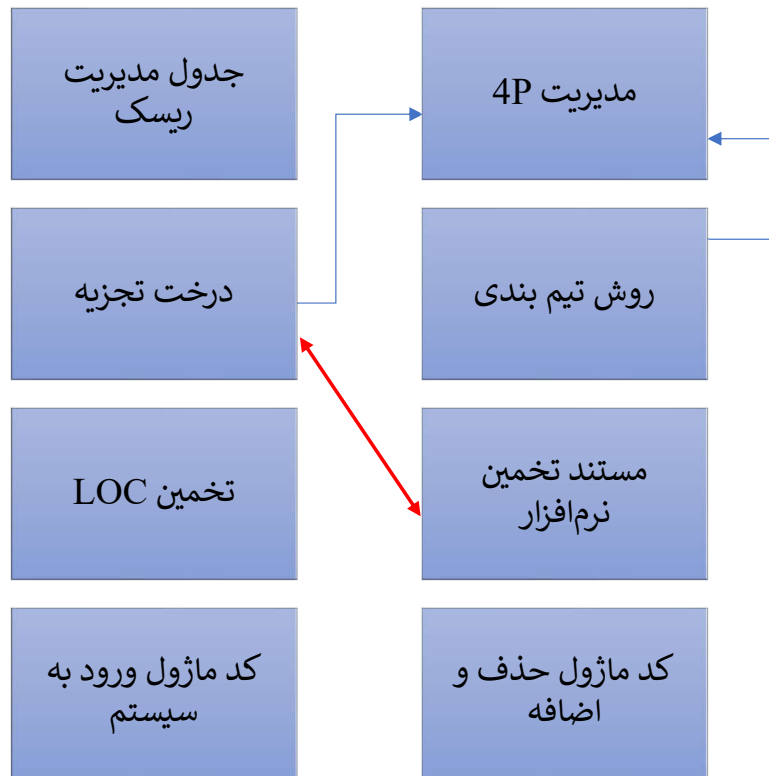 مدیریت 4P
جدول مدیریت
ریسک
روش تیم بندی
درخت تجزیه
مستند تخمین
نرم‌افزار
تخمین LOC
کد ماژول حذف و
اضافه
کد ماژول ورود به
سیستم